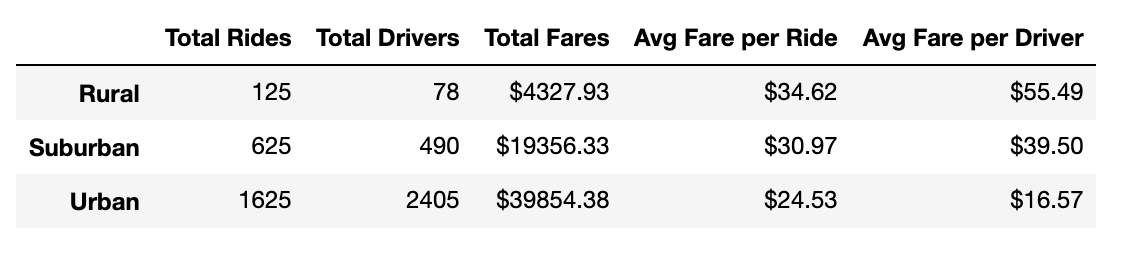 Total Rides Total Drivers Total Fares Avg Fare per Ride Avg Fare per Driver
Rural 125 78 $4327.93 $34.62 $55.49
Suburban 625 490 $19356.33 $30.97 $39.50
Urban 1625 2405 $39854.38 $24.53 $16.57